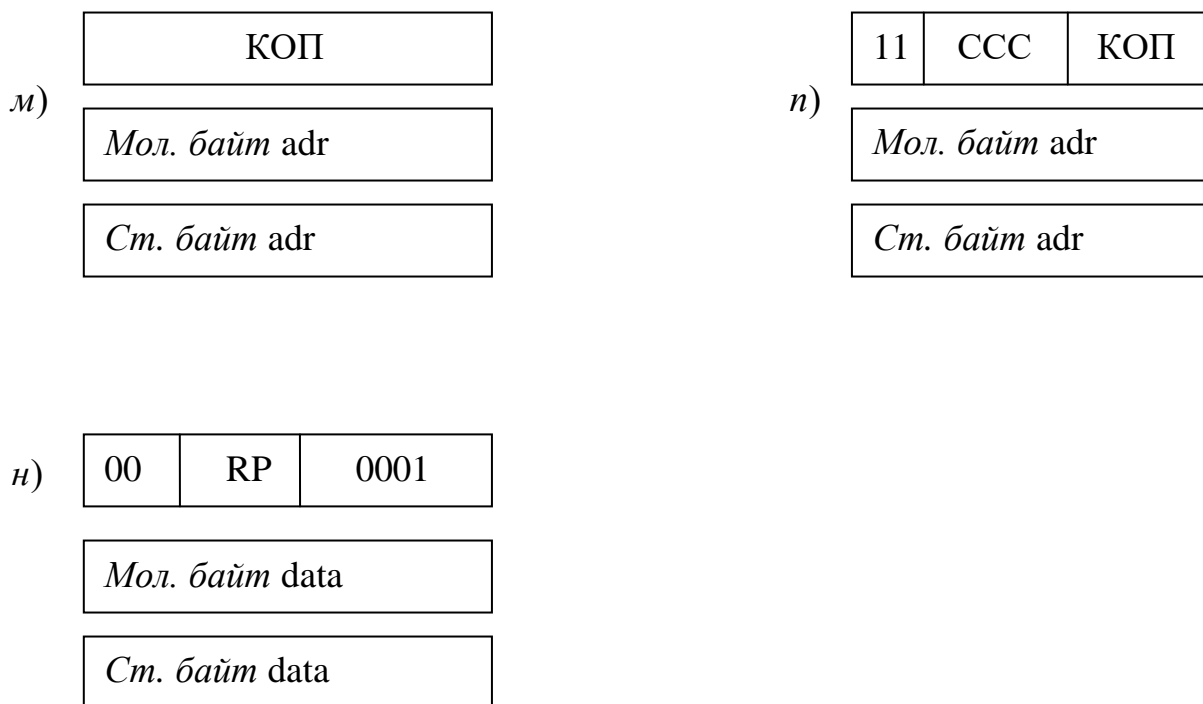 м)
КОП
Мол. байт adr
Ст. байт adr
п)
11 ССС КОП
Мол. байт adr
Ст. байт adr
н)
00 RP 0001
Мол. байт data
Ст. байт data